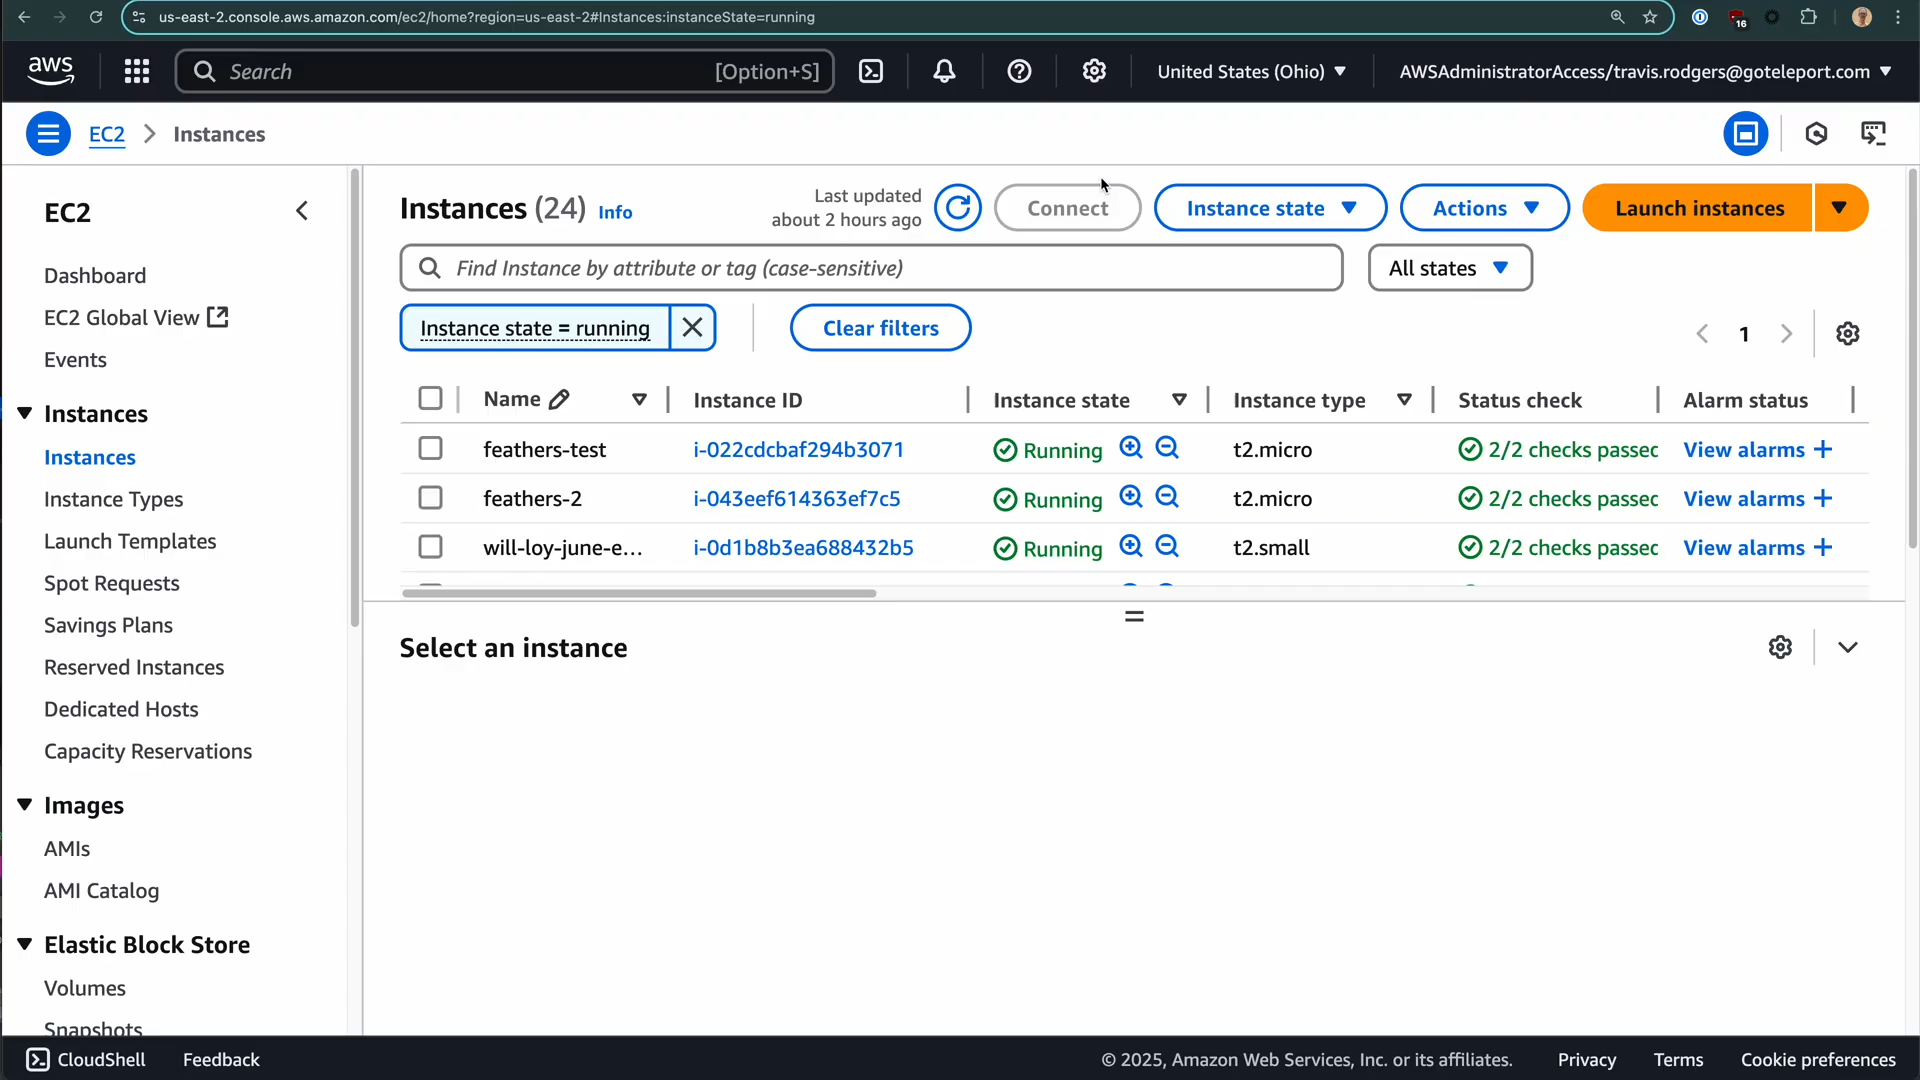 us-east-2.console.aws.amazon.com/ec2/home?region=us-east-2#Instances:instanceState=running
16
aws
Search [Option+S]
United States (Ohio)
AWSAdministratorAccess/travis.rodgers@goteleport.com
EC2 Instances
EC2
Dashboard
EC2 Global View
Events
Instances
Instances
Instance Types
Launch Templates
Spot Requests
Savings Plans
Reserved Instances
Dedicated Hosts
Capacity Reservations
Images
AMIs
AMI Catalog
Elastic Block Store
Volumes
Snapshots
Instances (24) Info
Last updated
about 2 hours ago
Connect
Instance state
Actions
Launch instances
Find Instance by attribute or tag (case-sensitive)
All states
Instance state = running
Clear filters
1
Name Instance ID Instance state Instance type Status check Alarm status
feathers-test i-022cdcbaf294b3071 Running t2.micro 2/2 checks passec View alarms +
feathers-2 i-043eef614363ef7c5 Running t2.micro 2/2 checks passec View alarms +
will-loy-june-e... i-0d1b8b3ea688432b5 Running t2.small 2/2 checks passec View alarms +
Select an instance
CloudShell Feedback
© 2025, Amazon Web Services, Inc. or its affiliates. Privacy Terms Cookie preferences